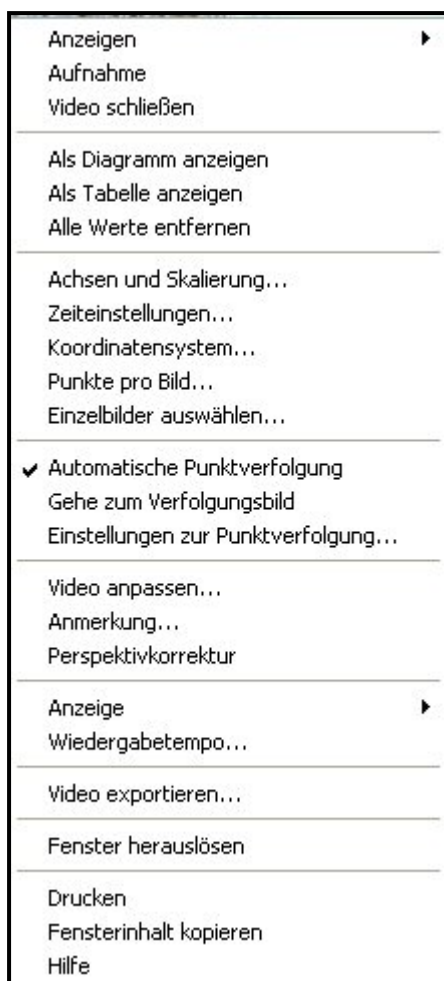 Anzeigen
Aufnahme
Video schließen
Als Diagramm anzeigen
Als Tabelle anzeigen
Alle Werte entfernen
Achsen und Skalierung...
Zeiteinstellungen...
Koordinatensystem...
Punkte pro Bild...
Einzelbilder auswählen...
Automatische Punktverfolgung
Gehe zum Verfolgungsbild
Einstellungen zur Punktverfolgung...
Video anpassen...
Anmerkung...
Perspektivkorrektur
Anzeige
Wiedergabetempo...
Video exportieren...
Fenster herauslösen
Drucken
Fensterinhalt kopieren
Hilfe